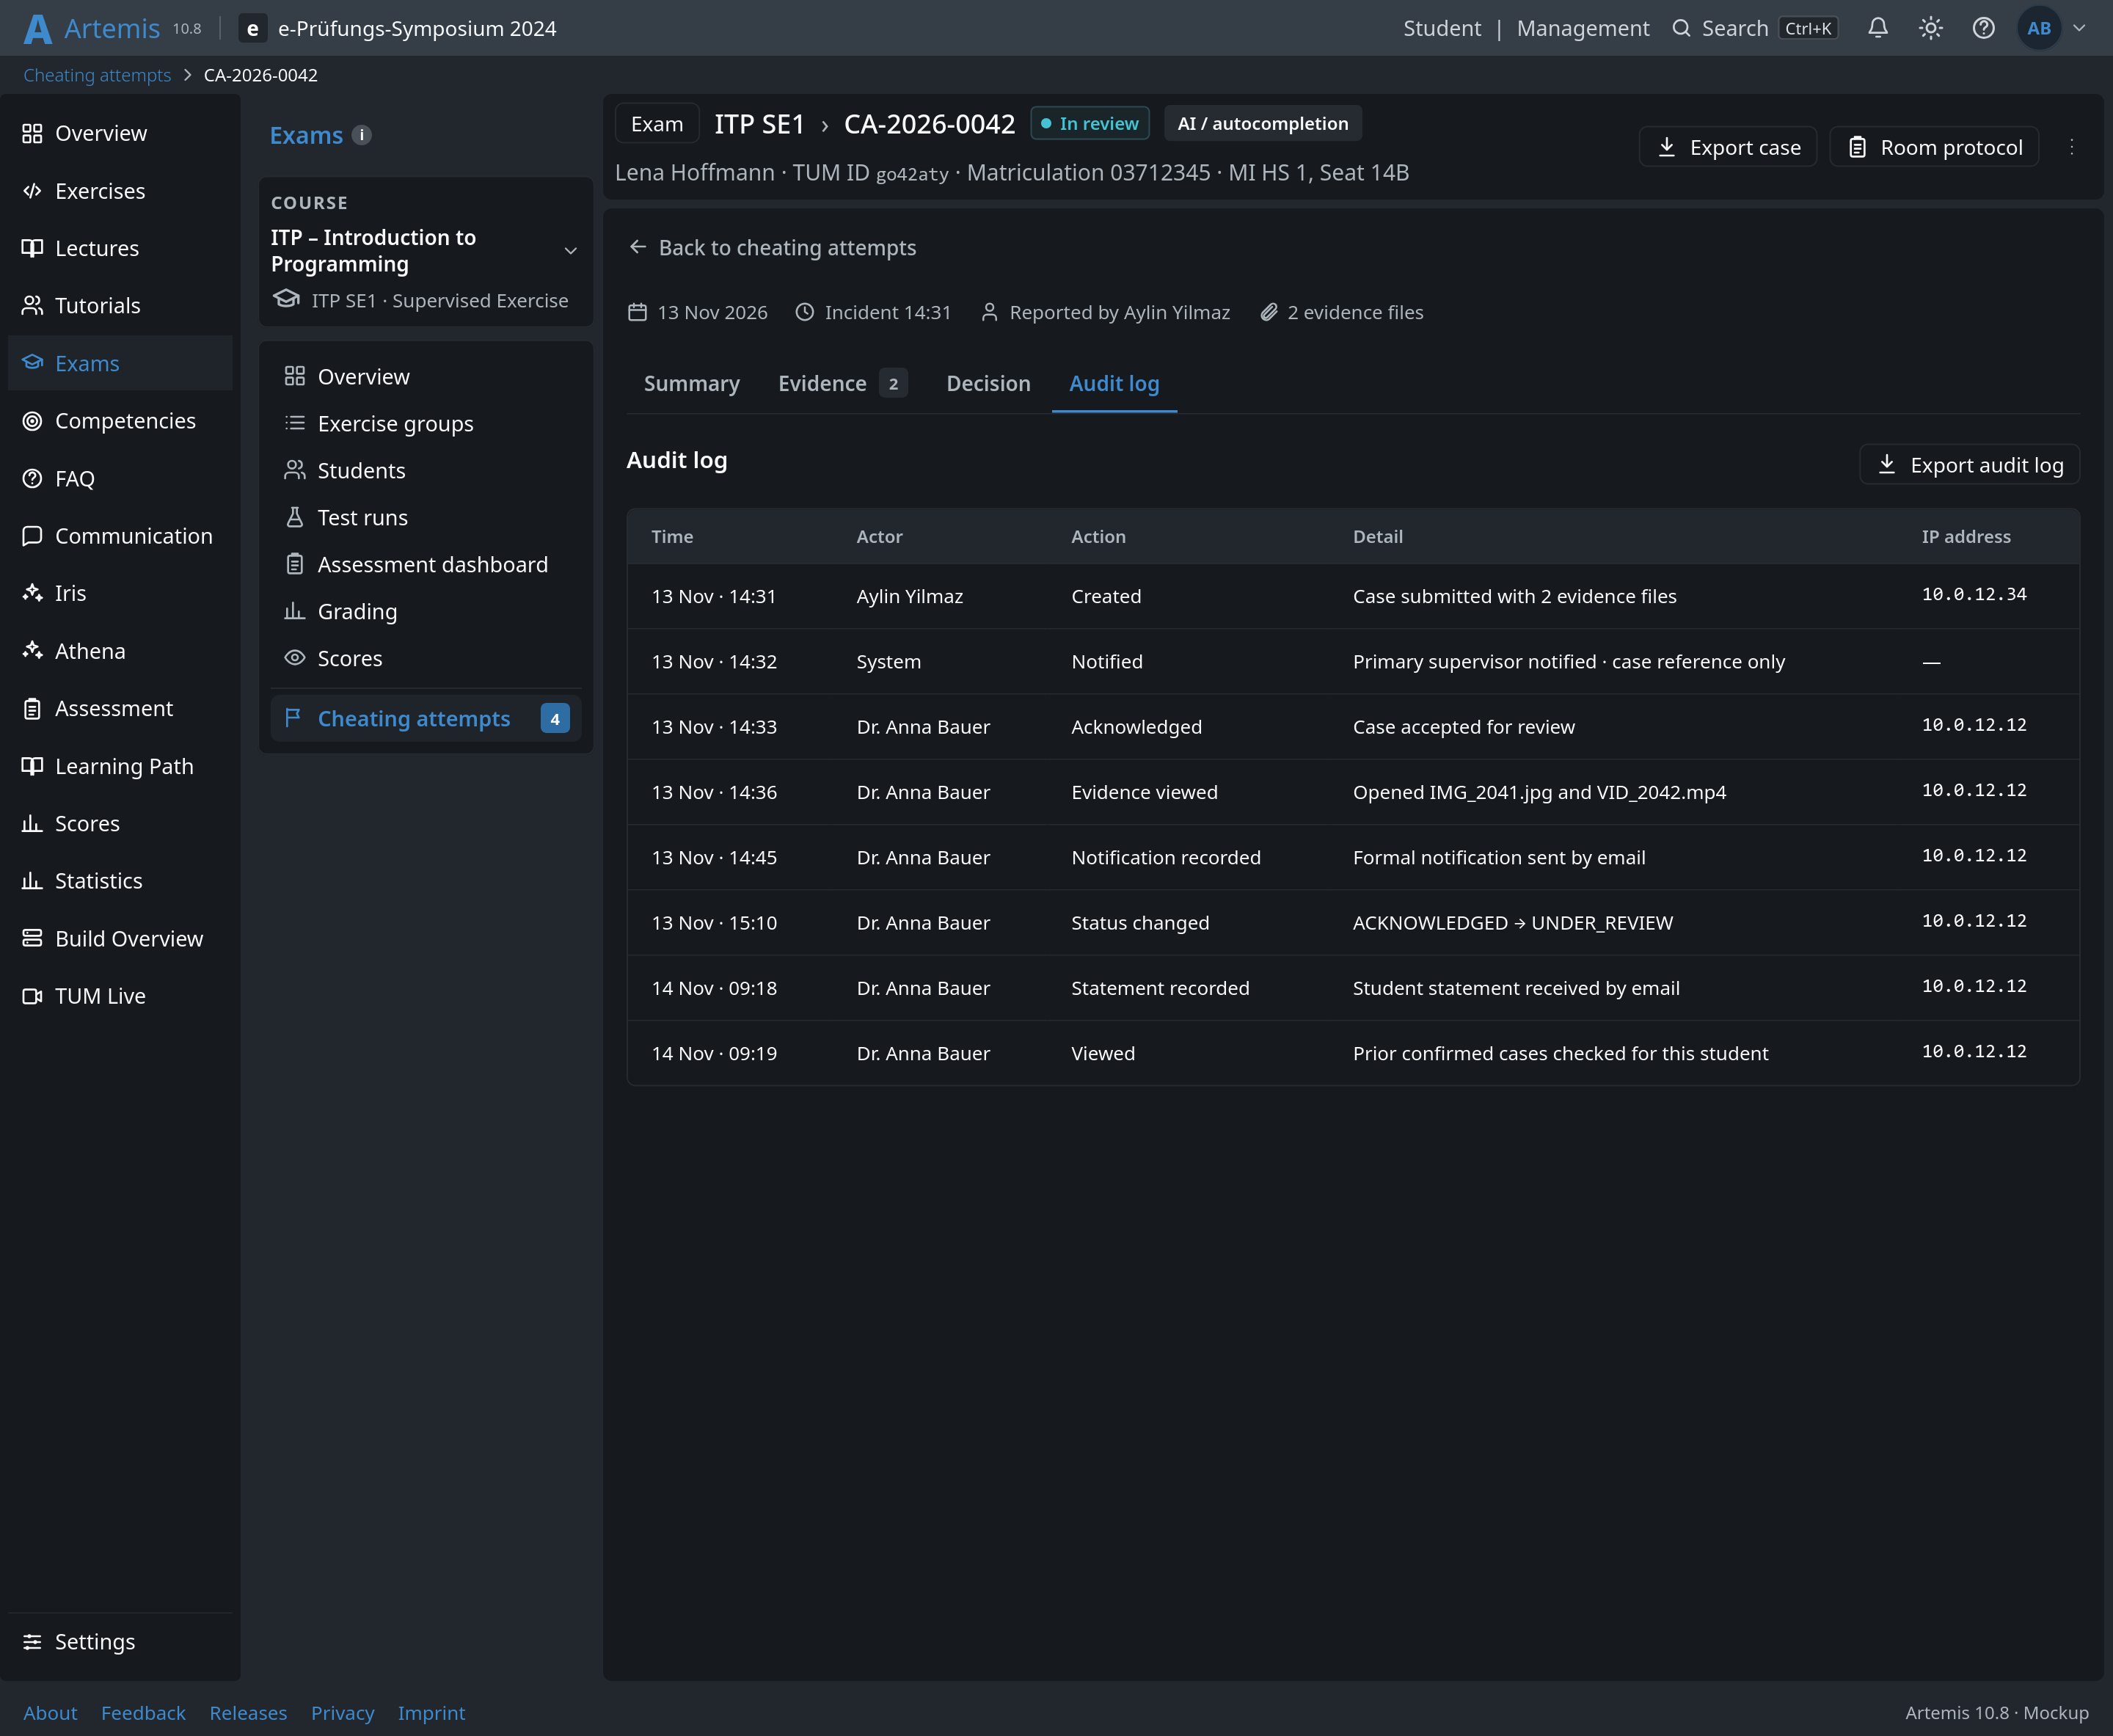 Artemis 10.8 e e-Prüfungs-Symposium 2024 Student | Management Search Ctrl+K AB
Cheating attempts > CA-2026-0042
Overview
Exercises
Lectures
Tutorials
Exams
Competencies
FAQ
Communication
Iris
Athena
Assessment
Learning Path
Scores
Statistics
Build Overview
TUM Live
Settings
Exams i
COURSE
ITP – Introduction to
Programming
ITP SE1 · Supervised Exercise
Overview
Exercise groups
Students
Test runs
Assessment dashboard
Grading
Scores
Cheating attempts 4
Exam ITP SE1 › CA-2026-0042 In review AI / autocompletion
Lena Hoffmann · TUM ID go42aty · Matriculation 03712345 · MI HS 1, Seat 14B
Export case Room protocol
← Back to cheating attempts
13 Nov 2026 Incident 14:31 Reported by Aylin Yilmaz 2 evidence files
Summary Evidence 2 Decision Audit log
Audit log Export audit log
Time Actor Action Detail IP address
13 Nov · 14:31 Aylin Yilmaz Created Case submitted with 2 evidence files 10.0.12.34
13 Nov · 14:32 System Notified Primary supervisor notified · case reference only —
13 Nov · 14:33 Dr. Anna Bauer Acknowledged Case accepted for review 10.0.12.12
13 Nov · 14:36 Dr. Anna Bauer Evidence viewed Opened IMG_2041.jpg and VID_2042.mp4 10.0.12.12
13 Nov · 14:45 Dr. Anna Bauer Notification recorded Formal notification sent by email 10.0.12.12
13 Nov · 15:10 Dr. Anna Bauer Status changed ACKNOWLEDGED → UNDER_REVIEW 10.0.12.12
14 Nov · 09:18 Dr. Anna Bauer Statement recorded Student statement received by email 10.0.12.12
14 Nov · 09:19 Dr. Anna Bauer Viewed Prior confirmed cases checked for this student 10.0.12.12
About Feedback Releases Privacy Imprint Artemis 10.8 · Mockup